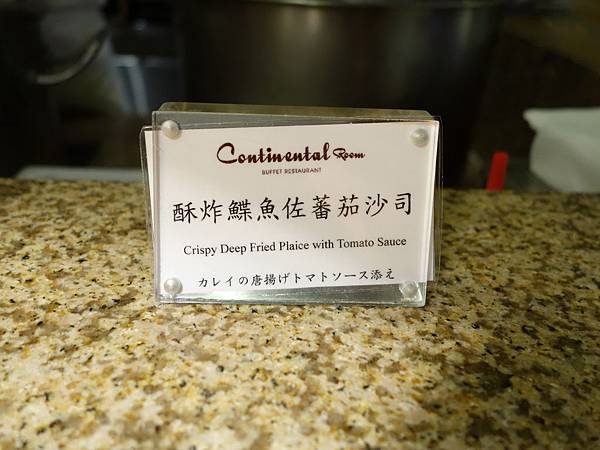 Continental Room
BUFFET RESTAURANT
酥炸鰈魚佐蕃茄沙司
Crispy Deep Fried Plaice with Tomato Sauce
カレイの唐揚げトマトソース添え